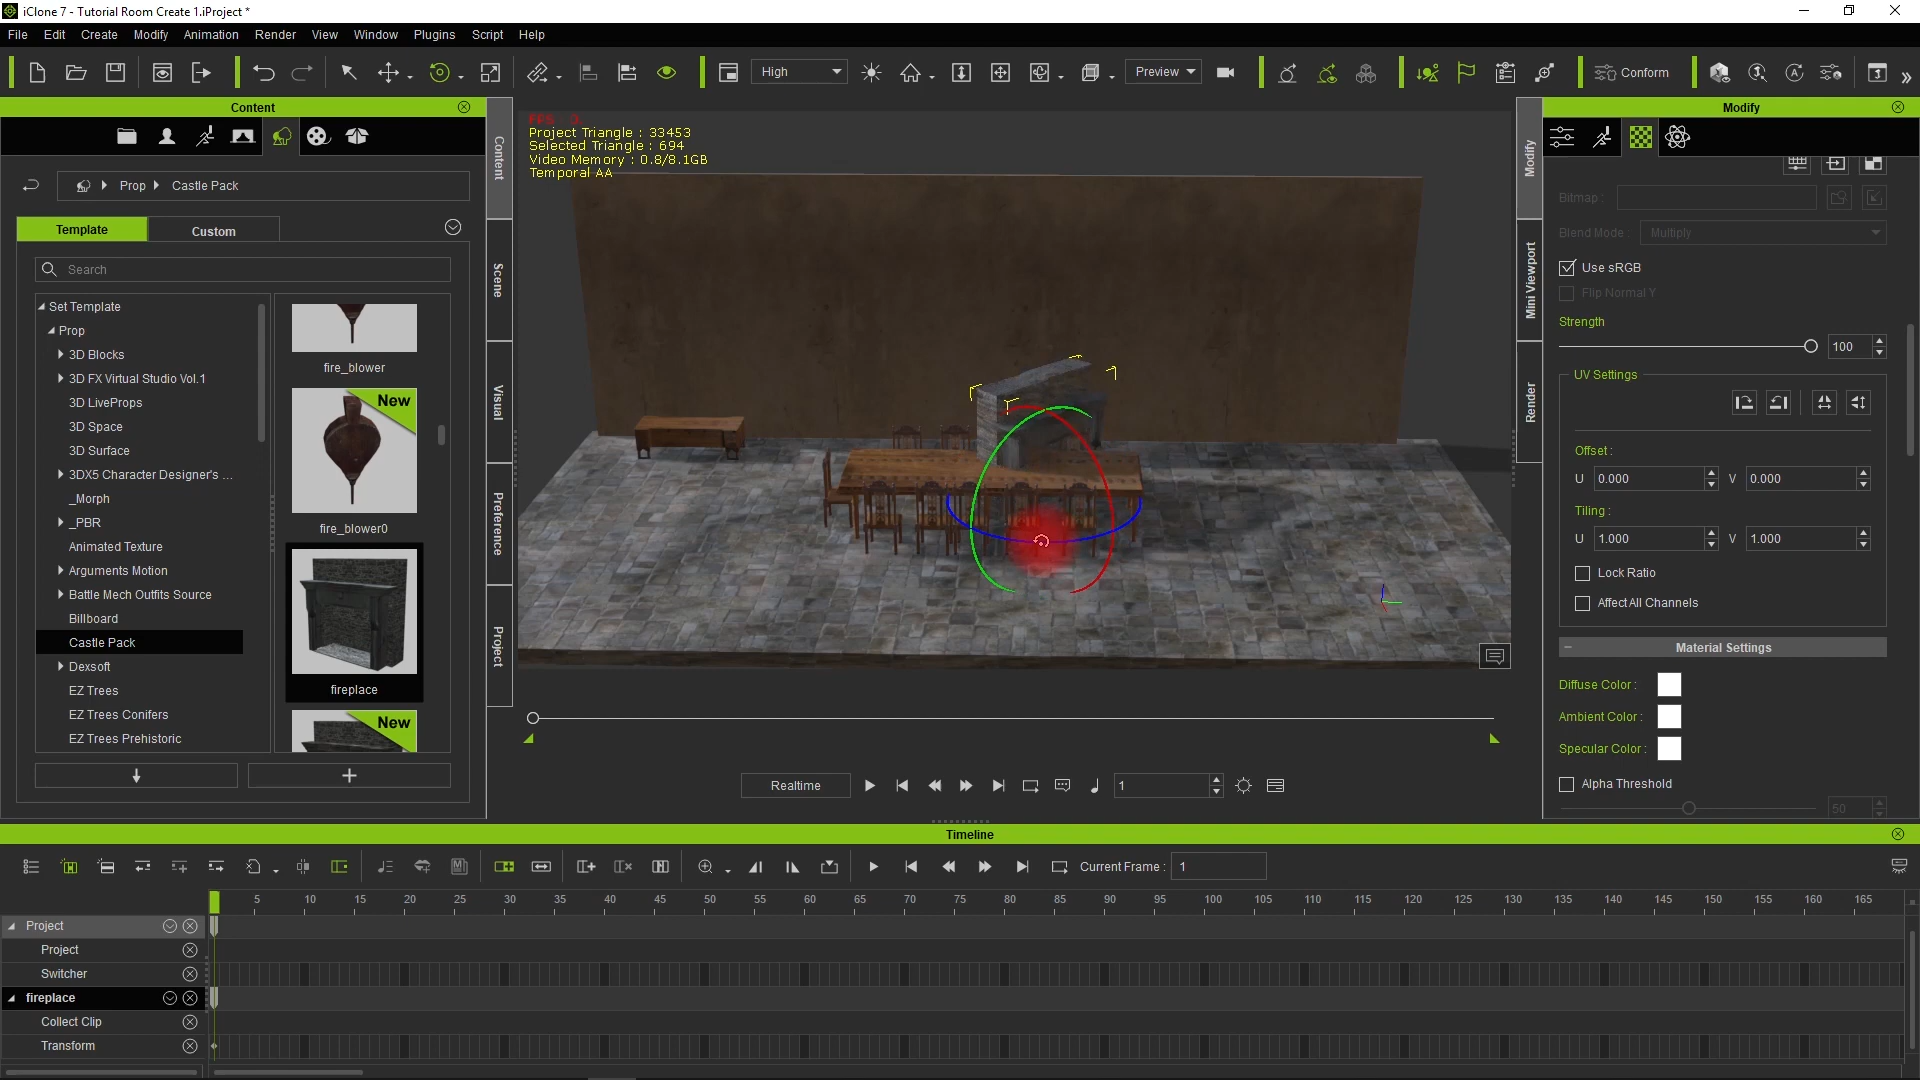 iClone 7 - Tutorial Room Create 1.iProject *
File Edit Create Modify Animation Render View Window Plugins Script Help
High
Preview
Conform
Content
Prop Castle Pack
Template
Custom
Search
Set Template
Prop
3D Blocks
3D FX Virtual Studio Vol.1
3D LiveProps
3D Space
3D Surface
3DX5 Character Designer's ...
_Morph
_PBR
Animated Texture
Arguments Motion
Battle Mech Outfits Source
Billboard
Castle Pack
Dexsoft
EZ Trees
EZ Trees Conifers
EZ Trees Prehistoric
fire_blower
New
fire_blower0
fireplace
New
Content
Scene
Visual
Preference
Project
FPS : 0.
Project Triangle : 33453
Selected Triangle : 694
Video Memory : 0.8/8.1GB
Temporal AA
Realtime
1
Modify
Mini Viewport
Render
Modify
Bitmap :
Blend Mode : Multiply
Use sRGB
Flip Normal Y
Strength
100
UV Settings
Offset :
U 0.000 V 0.000
Tiling :
U 1.000 V 1.000
Lock Ratio
Affect All Channels
Material Settings
Diffuse Color :
Ambient Color :
Specular Color :
Alpha Threshold
50
Timeline
Current Frame : 1
5 10 15 20 25 30 35 40 45 50 55 60 65 70 75 80 85 90 95 100 105 110 115 120 125 130 135 140 145 150 155 160 165
Project
Project
Switcher
fireplace
Collect Clip
Transform